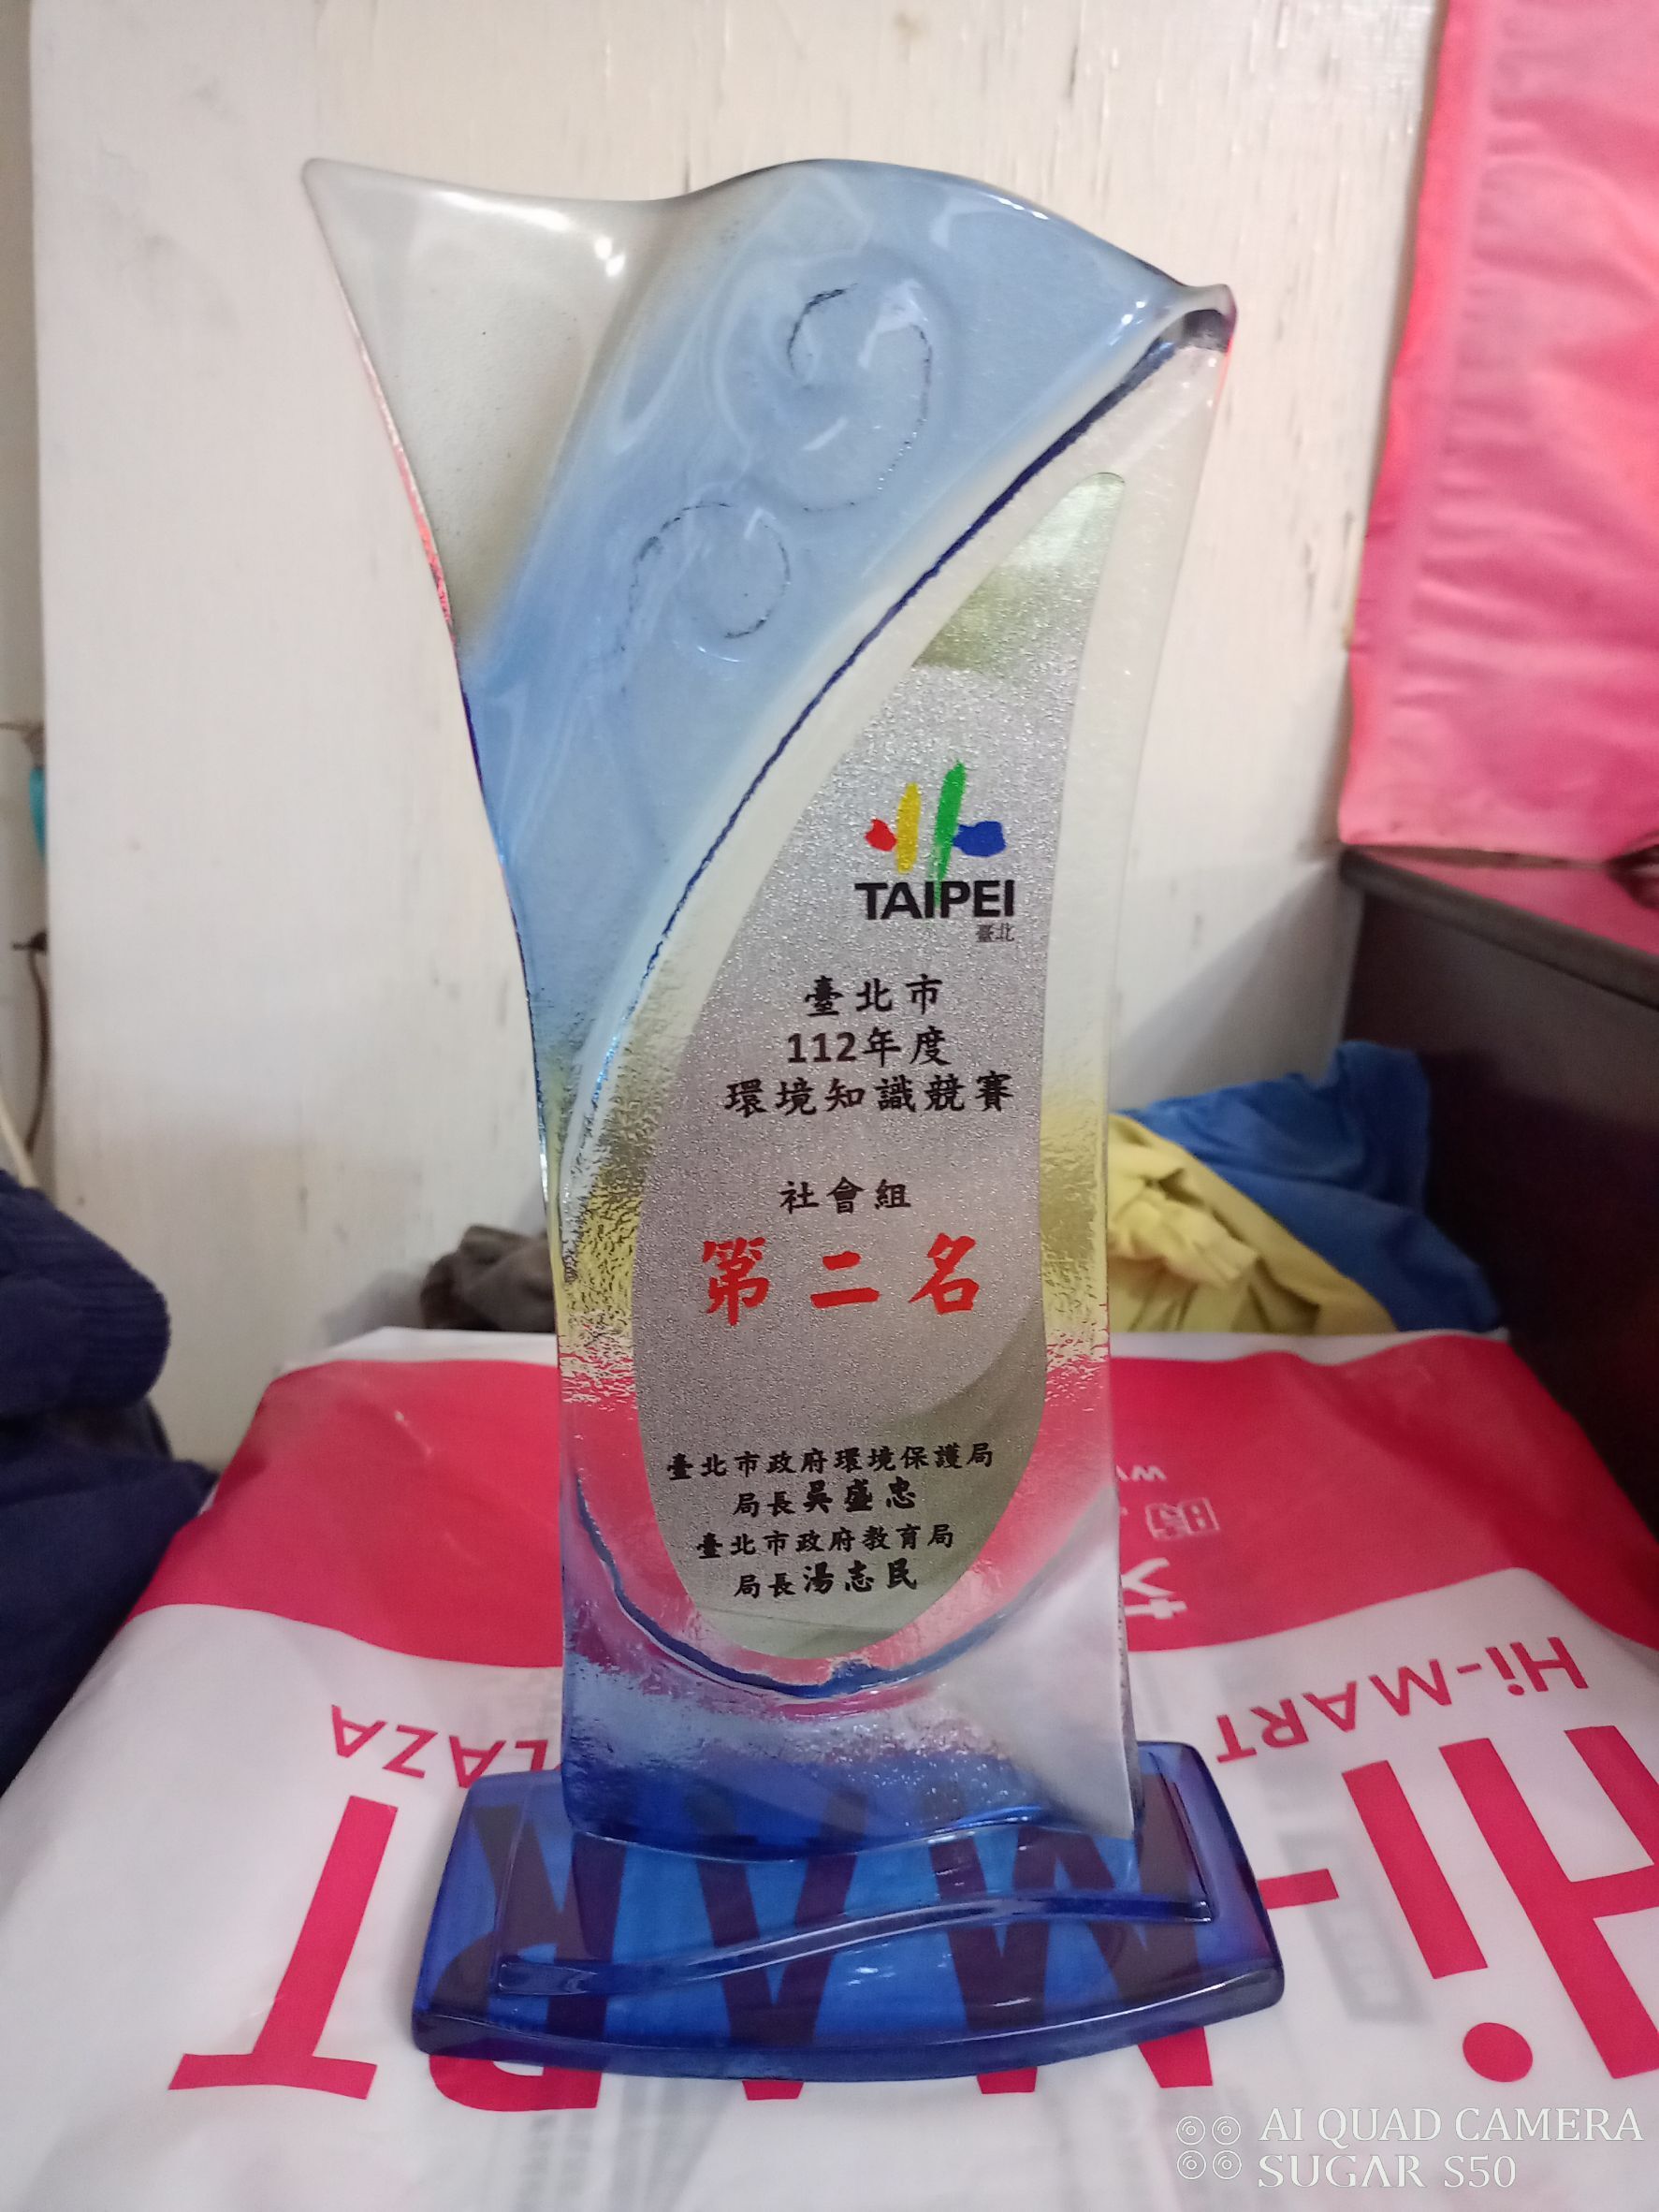 TAIPEI
臺北
臺北市
112年度
環境知識競賽
社會組
第二名
臺北市政府環境保護局
局長吳盛忠
臺北市政府教育局
局長湯志民
Hi-MART
PLAZA
Hi-MART
AI QUAD CAMERA
SUGAR S50